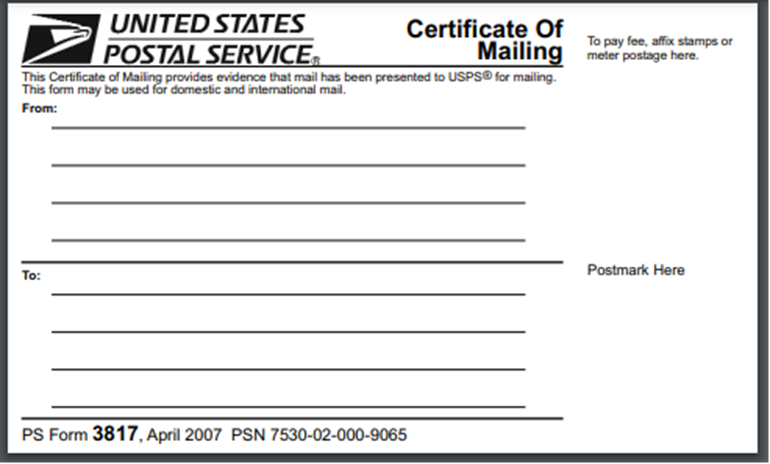 UNITED STATES
POSTAL SERVICE®
Certificate Of
Mailing
To pay fee, affix stamps or
meter postage here.
This Certificate of Mailing provides evidence that mail has been presented to USPS® for mailing.
This form may be used for domestic and international mail.
From:
To:
Postmark Here
PS Form 3817, April 2007 PSN 7530-02-000-9065